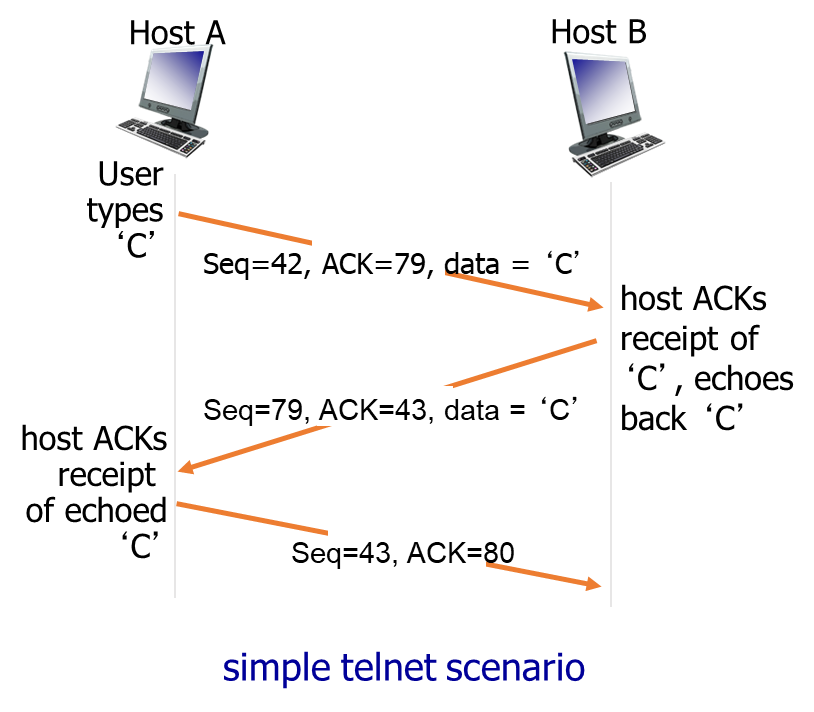 Host A
Host B
User
types
‘C’
Seq=42, ACK=79, data = ‘C’
host ACKs
receipt of
‘C’, echoes
back ‘C’
Seq=79, ACK=43, data = ‘C’
host ACKs
receipt
of echoed
‘C’
Seq=43, ACK=80
simple telnet scenario